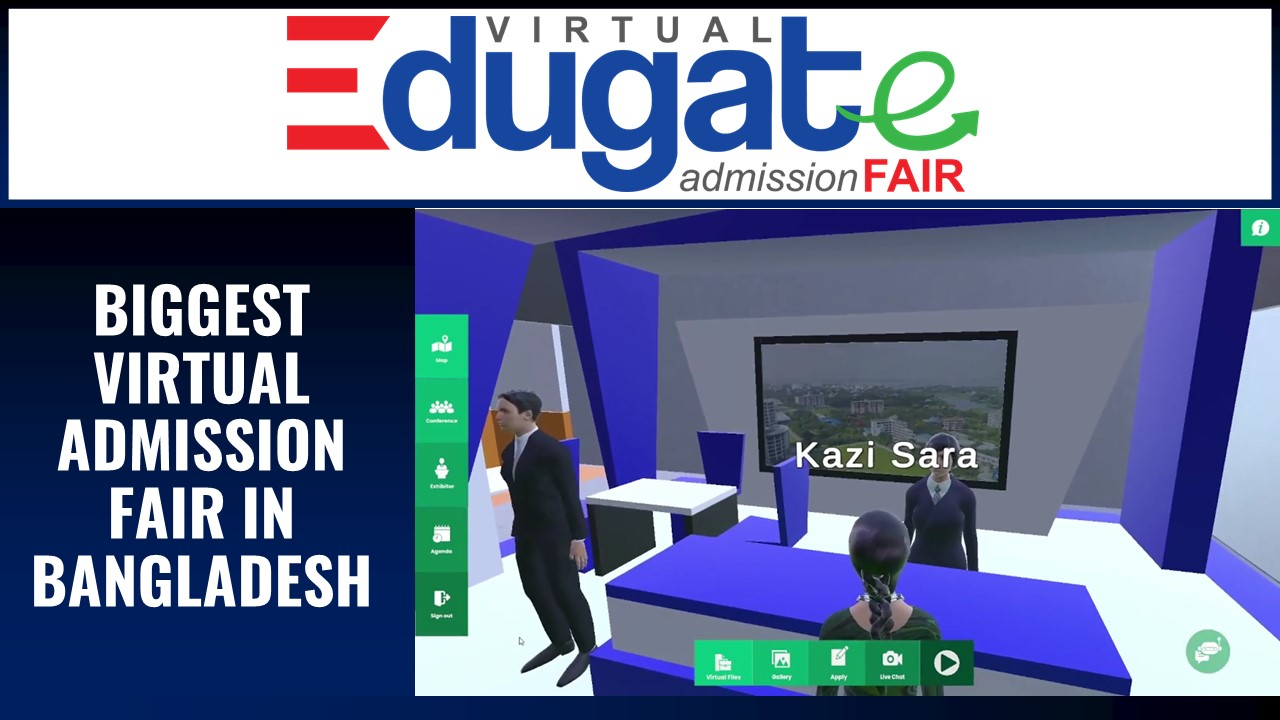 VIRTUAL
Edugate
admission FAIR
BIGGEST
VIRTUAL
ADMISSION
FAIR IN
BANGLADESH
i
Map
Conference
Exhibitor
Agenda
Sign out
Kazi Sara
Virtual Files
Gallery
Apply
Live Chat